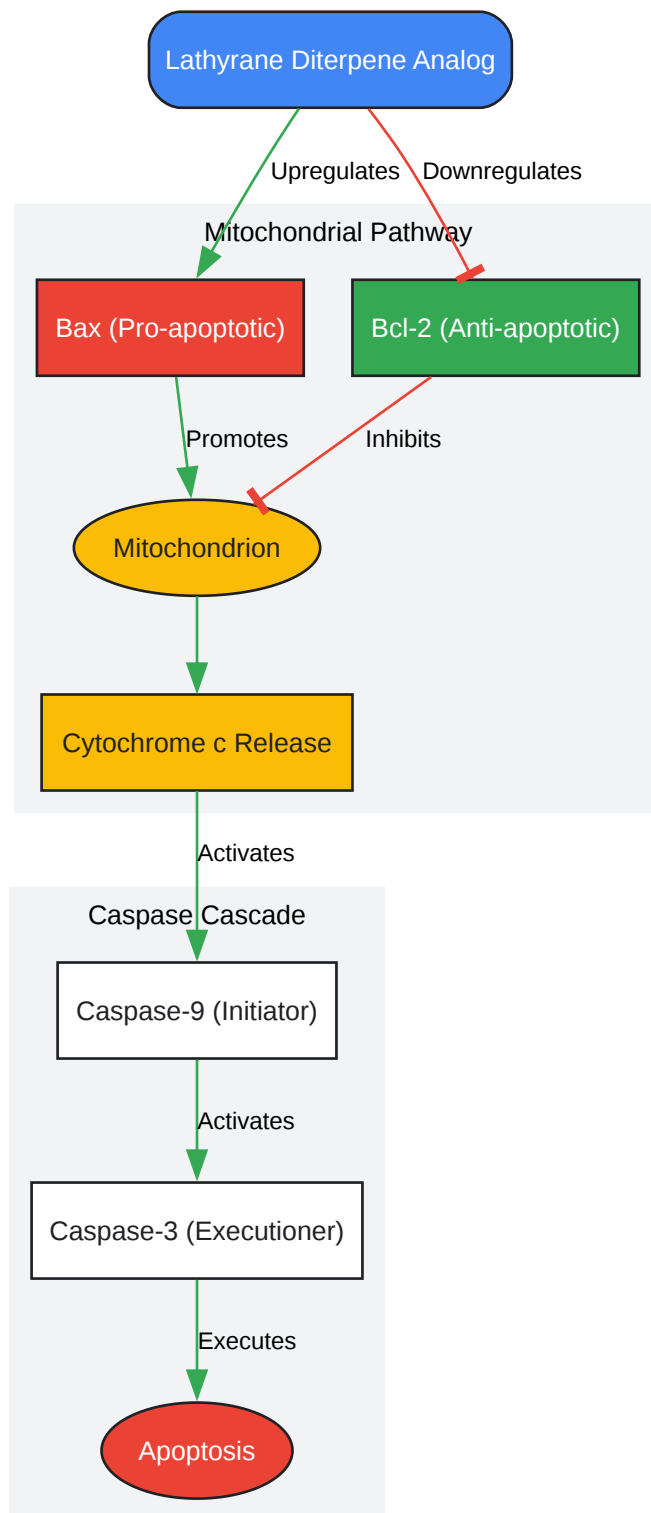 Lathyrane Diterpene Analog
Upregulates
Downregulates
Mitochondrial Pathway
Bax (Pro-apoptotic)
Bcl-2 (Anti-apoptotic)
Promotes
Inhibits
Mitochondrion
Cytochrome c Release
Activates
Caspase Cascade
Caspase-9 (Initiator)
Activates
Caspase-3 (Executioner)
Executes
Apoptosis